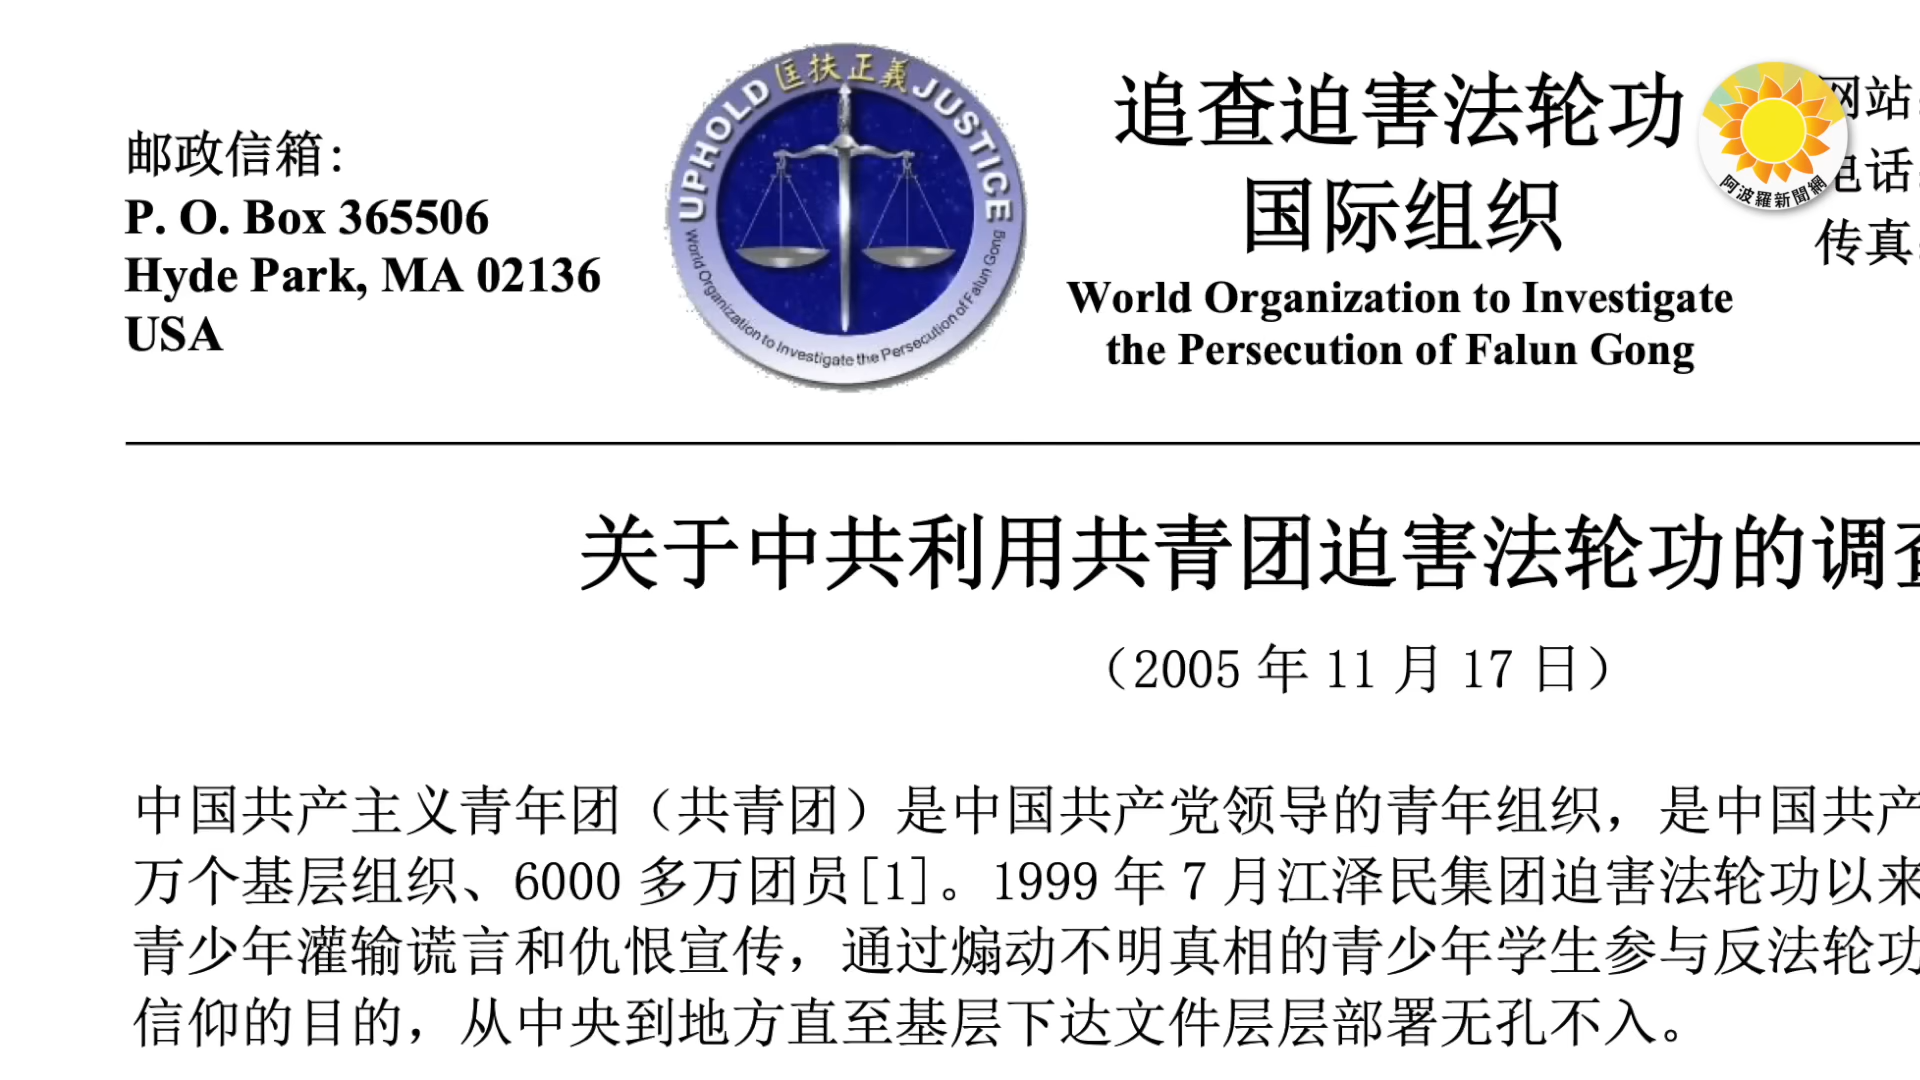 邮政信箱：
P. O. Box 365506
Hyde Park, MA 02136
USA
UPHOLD 匡扶正義 JUSTICE
World Organization to Investigate the Persecution of Falun Gong
追查迫害法轮功
国际组织
World Organization to Investigate
the Persecution of Falun Gong
阿波羅新聞網
网站:
电话:
传真:
关于中共利用共青团迫害法轮功的调查
（2005 年 11 月 17 日）
中国共产主义青年团（共青团）是中国共产党领导的青年组织，是中国共产
万个基层组织、6000 多万团员[1]。1999 年 7 月江泽民集团迫害法轮功以来
青少年灌输谎言和仇恨宣传，通过煽动不明真相的青少年学生参与反法轮功
信仰的目的，从中央到地方直至基层下达文件层层部署无孔不入。